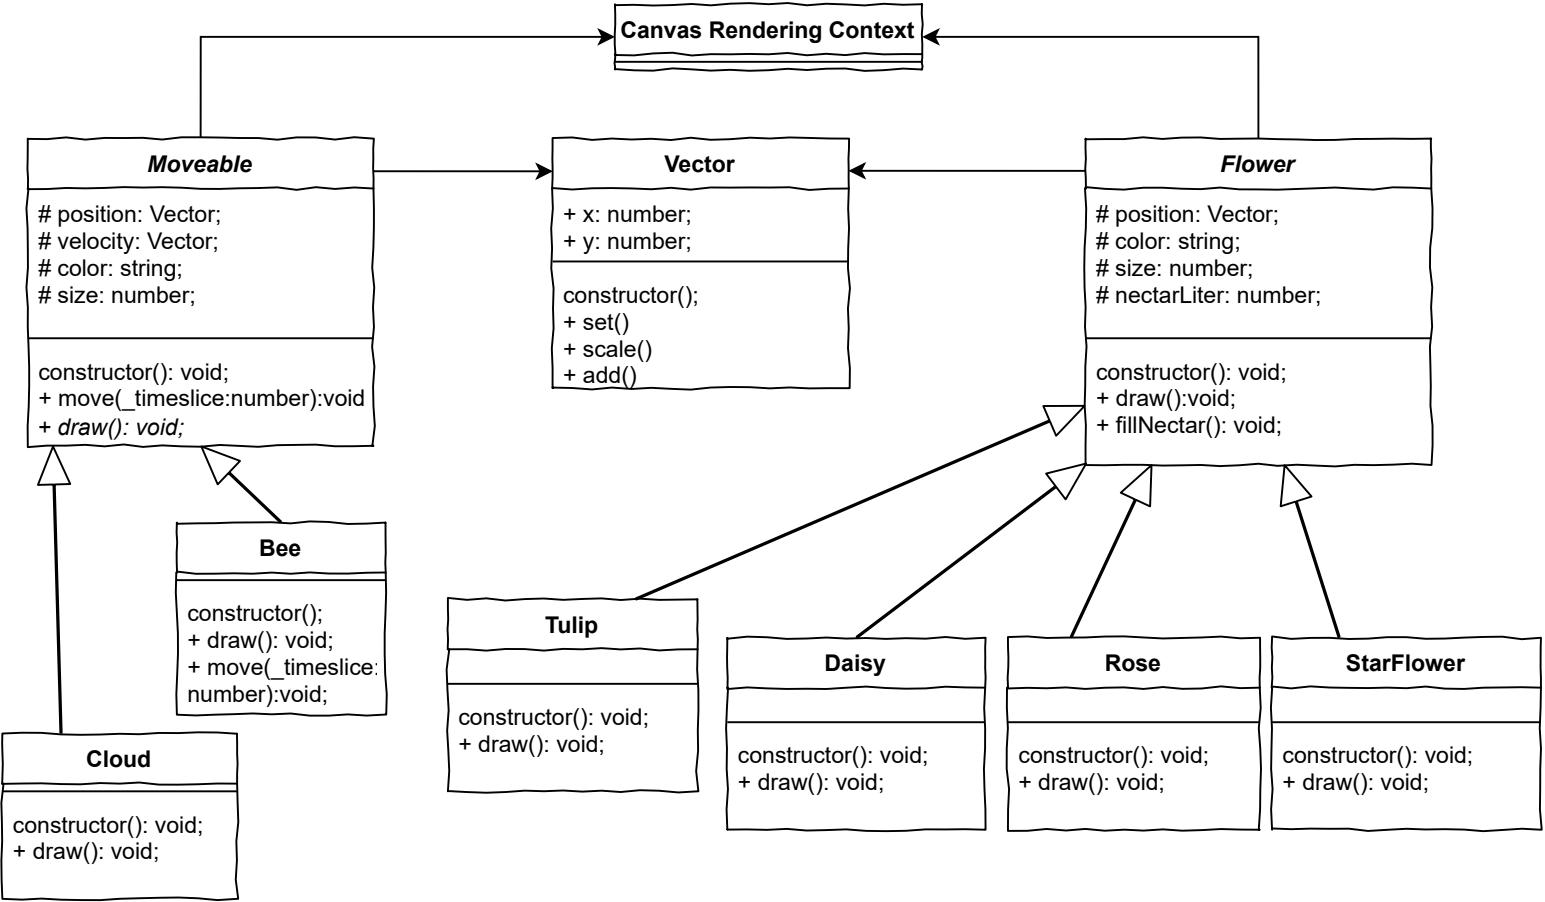 Canvas Rendering Context
Moveable
# position: Vector;
# velocity: Vector;
# color: string;
# size: number;
constructor(): void;
+ move(_timeslice:number):void
+ draw(): void;
Vector
+ x: number;
+ y: number;
constructor();
+ set()
+ scale()
+ add()
Flower
# position: Vector;
# color: string;
# size: number;
# nectarLiter: number;
constructor(): void;
+ draw():void;
+ fillNectar(): void;
Bee
constructor();
+ draw(): void;
+ move(_timeslice:
number):void;
Cloud
constructor(): void;
+ draw(): void;
Tulip
constructor(): void;
+ draw(): void;
Daisy
constructor(): void;
+ draw(): void;
Rose
constructor(): void;
+ draw(): void;
StarFlower
constructor(): void;
+ draw(): void;